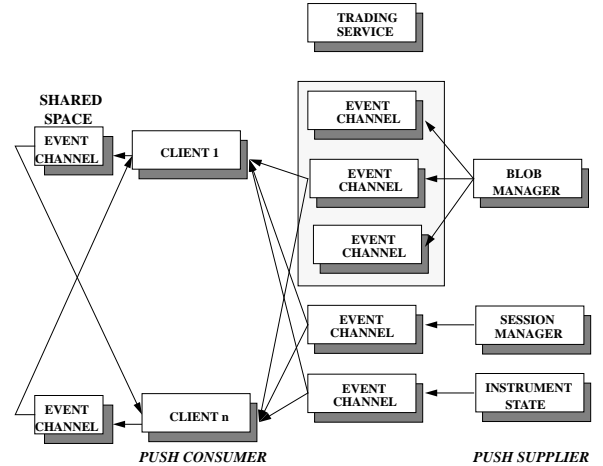 TRADING
SERVICE
SHARED
SPACE
EVENT
CHANNEL
CLIENT 1
EVENT
CHANNEL
EVENT
CHANNEL
EVENT
CHANNEL
BLOB
MANAGER
EVENT
CHANNEL
SESSION
MANAGER
EVENT
CHANNEL
CLIENT n
EVENT
CHANNEL
INSTRUMENT
STATE
PUSH CONSUMER
PUSH SUPPLIER